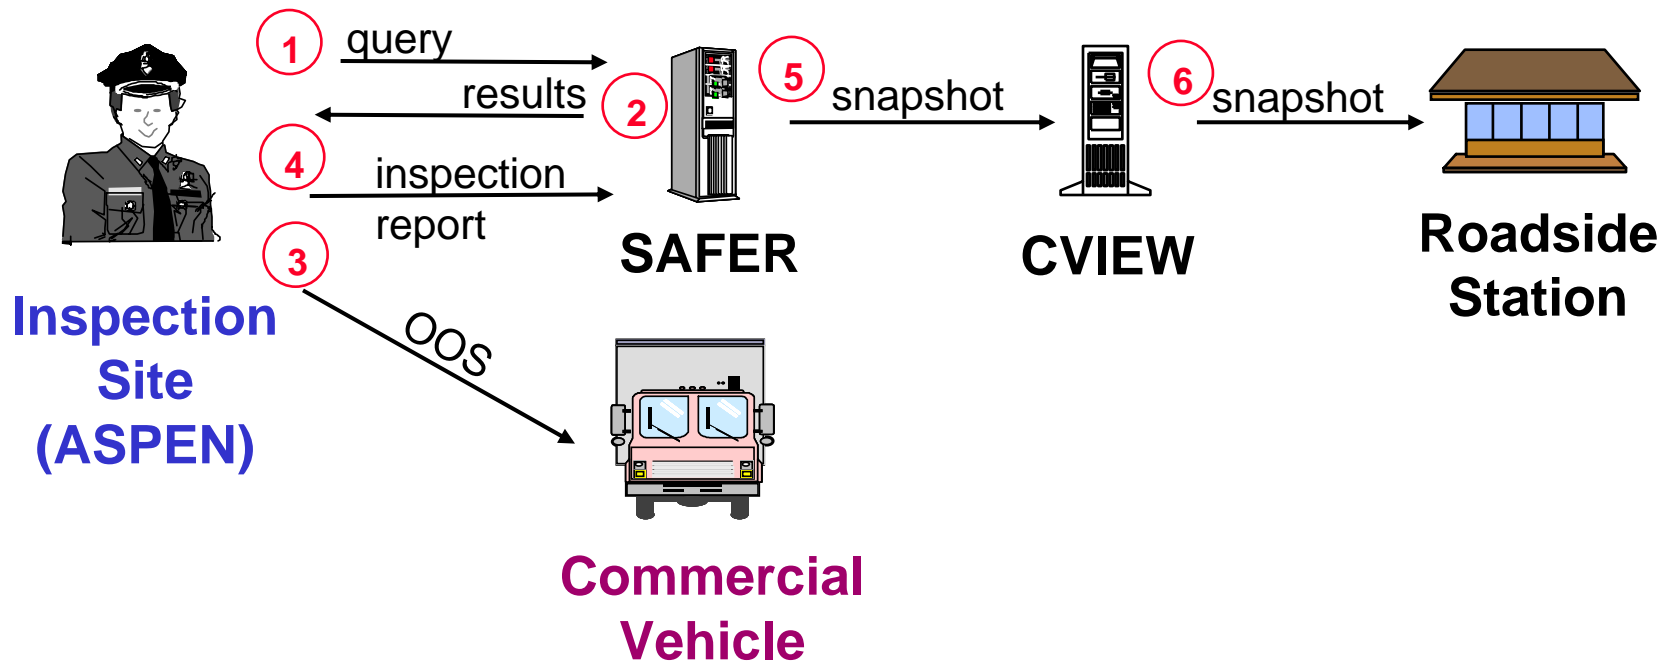 1
query
results
2
4
inspection
report
3
OOS
5
snapshot
6
snapshot
SAFER
CVIEW
Roadside
Station
Inspection
Site
(ASPEN)
Commercial
Vehicle